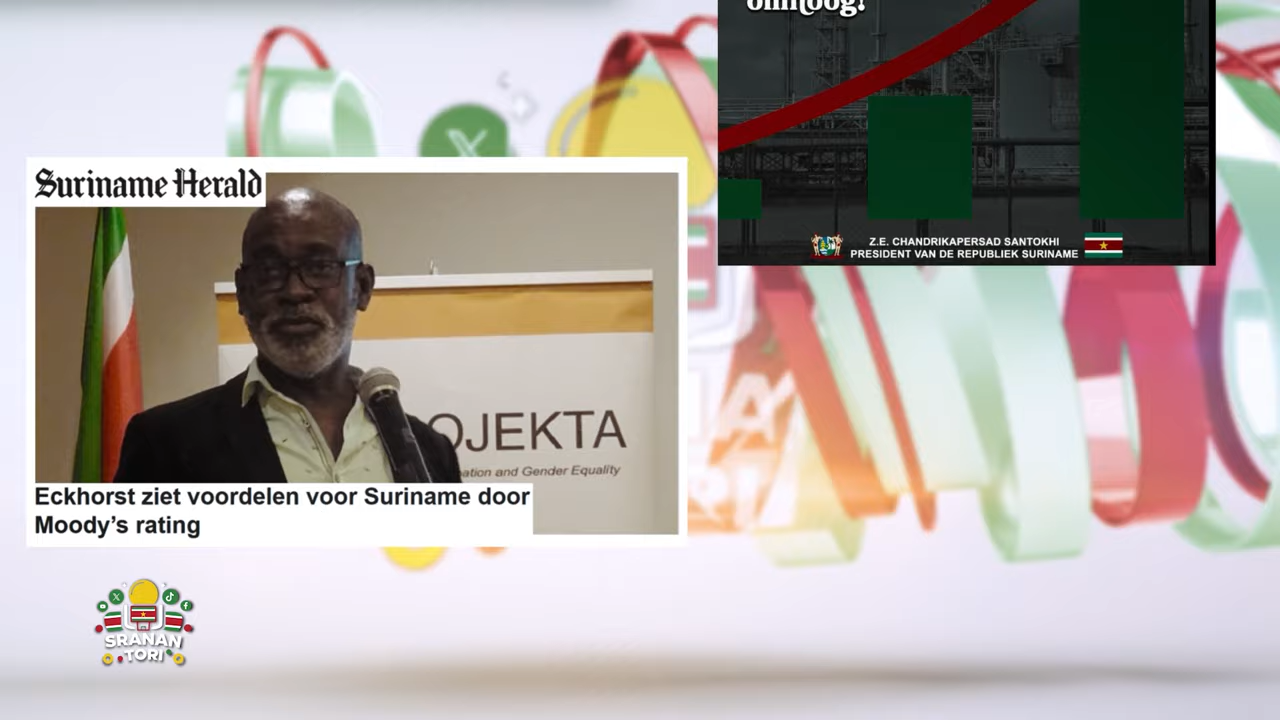 omhoog!
Suriname Herald
Z.E. CHANDRIKAPERSAD SANTOKHI
PRESIDENT VAN DE REPUBLIEK SURINAME
OJEKTA
ation and Gender Equality
Eckhorst ziet voordelen voor Suriname door
Moody's rating
SRANAN
TORI